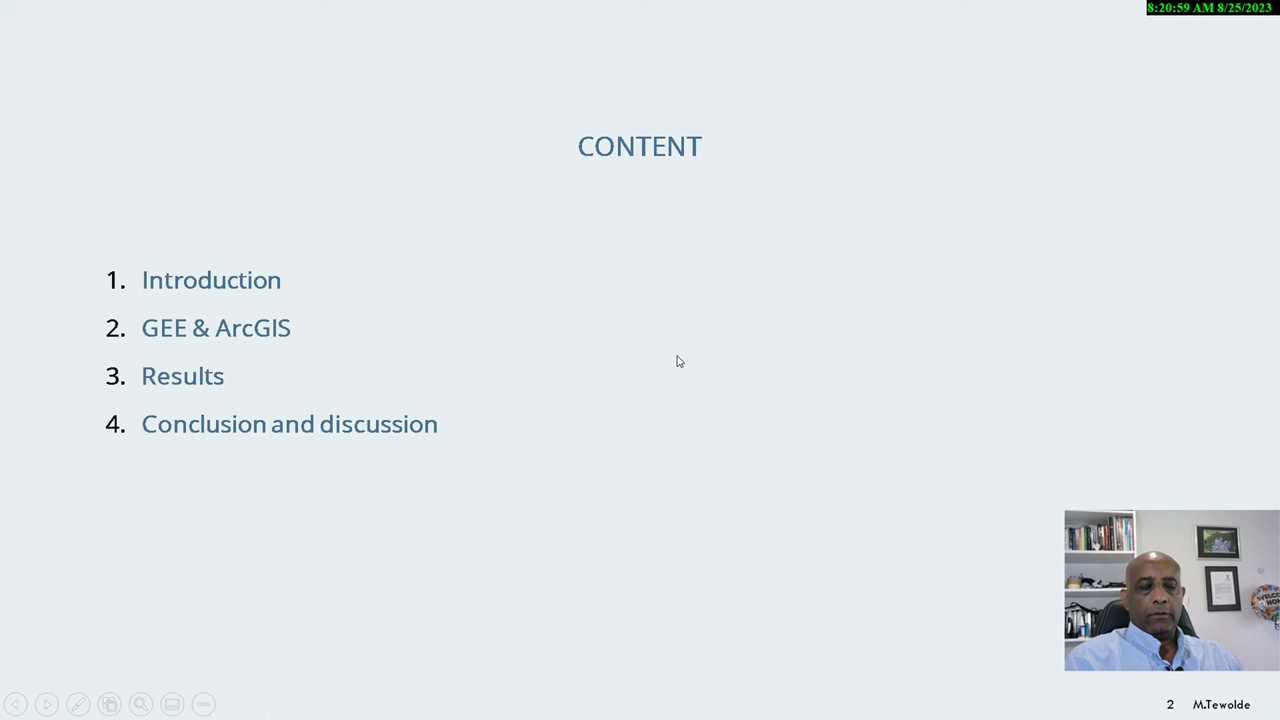 8:20:59 AM 8/25/2023
CONTENT
1. Introduction
2. GEE & ArcGIS
3. Results
4. Conclusion and discussion
2 M.Tewolde